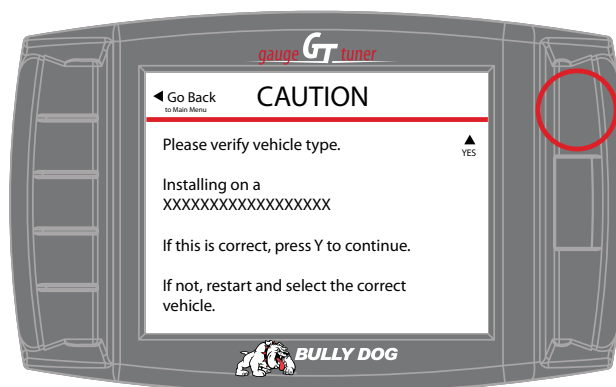 gauge GT tuner
Go Back
to Main Menu
CAUTION
Please verify vehicle type.
YES
Installing on a
XXXXXXXXXXXXXXXXXX
If this is correct, press Y to continue.
If not, restart and select the correct
vehicle.
BULLY DOG